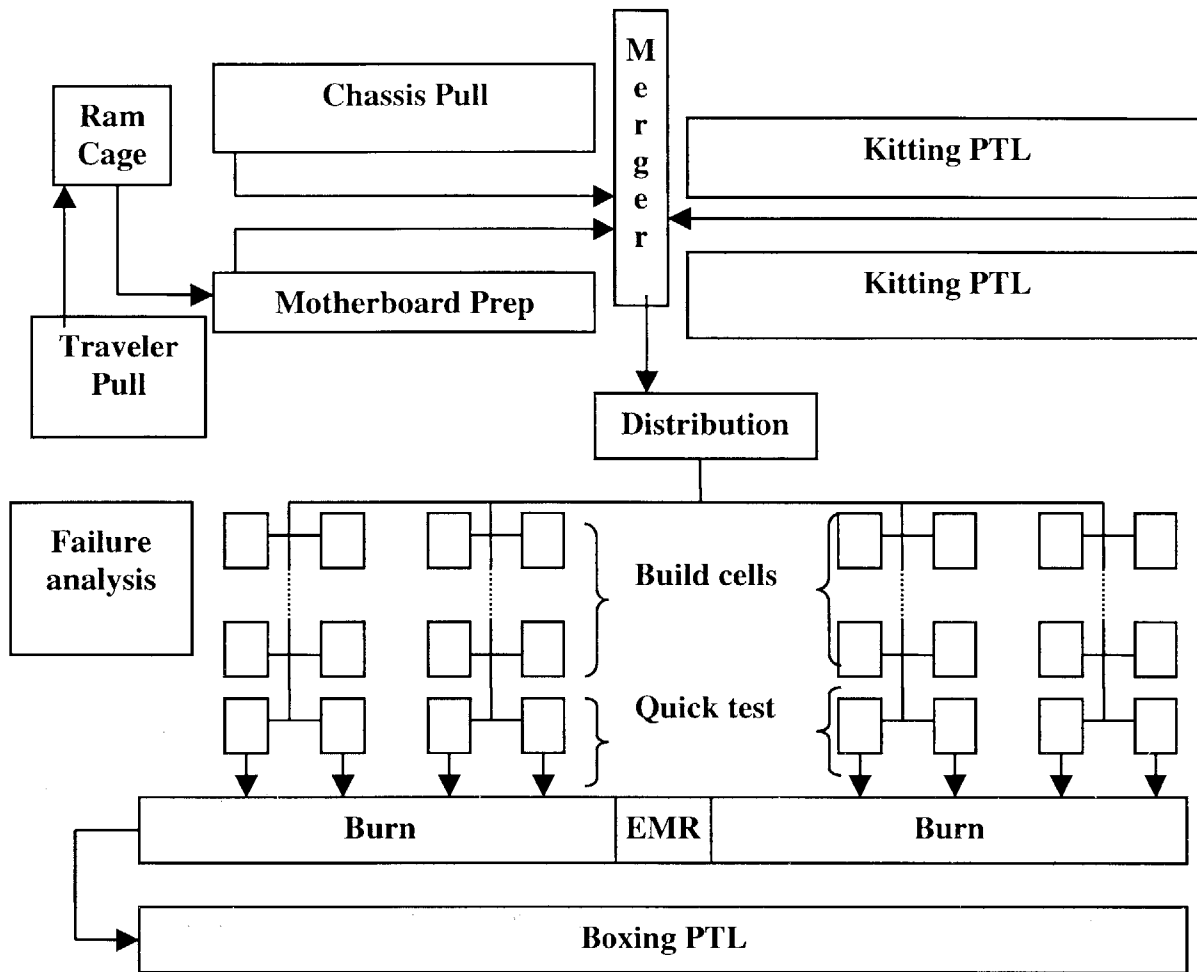 Chassis Pull
Merger
Ram
Cage
Kitting PTL
Motherboard Prep
Kitting PTL
Traveler
Pull
Distribution
Failure
analysis
Build cells
Quick test
Burn
EMR
Burn
Boxing PTL